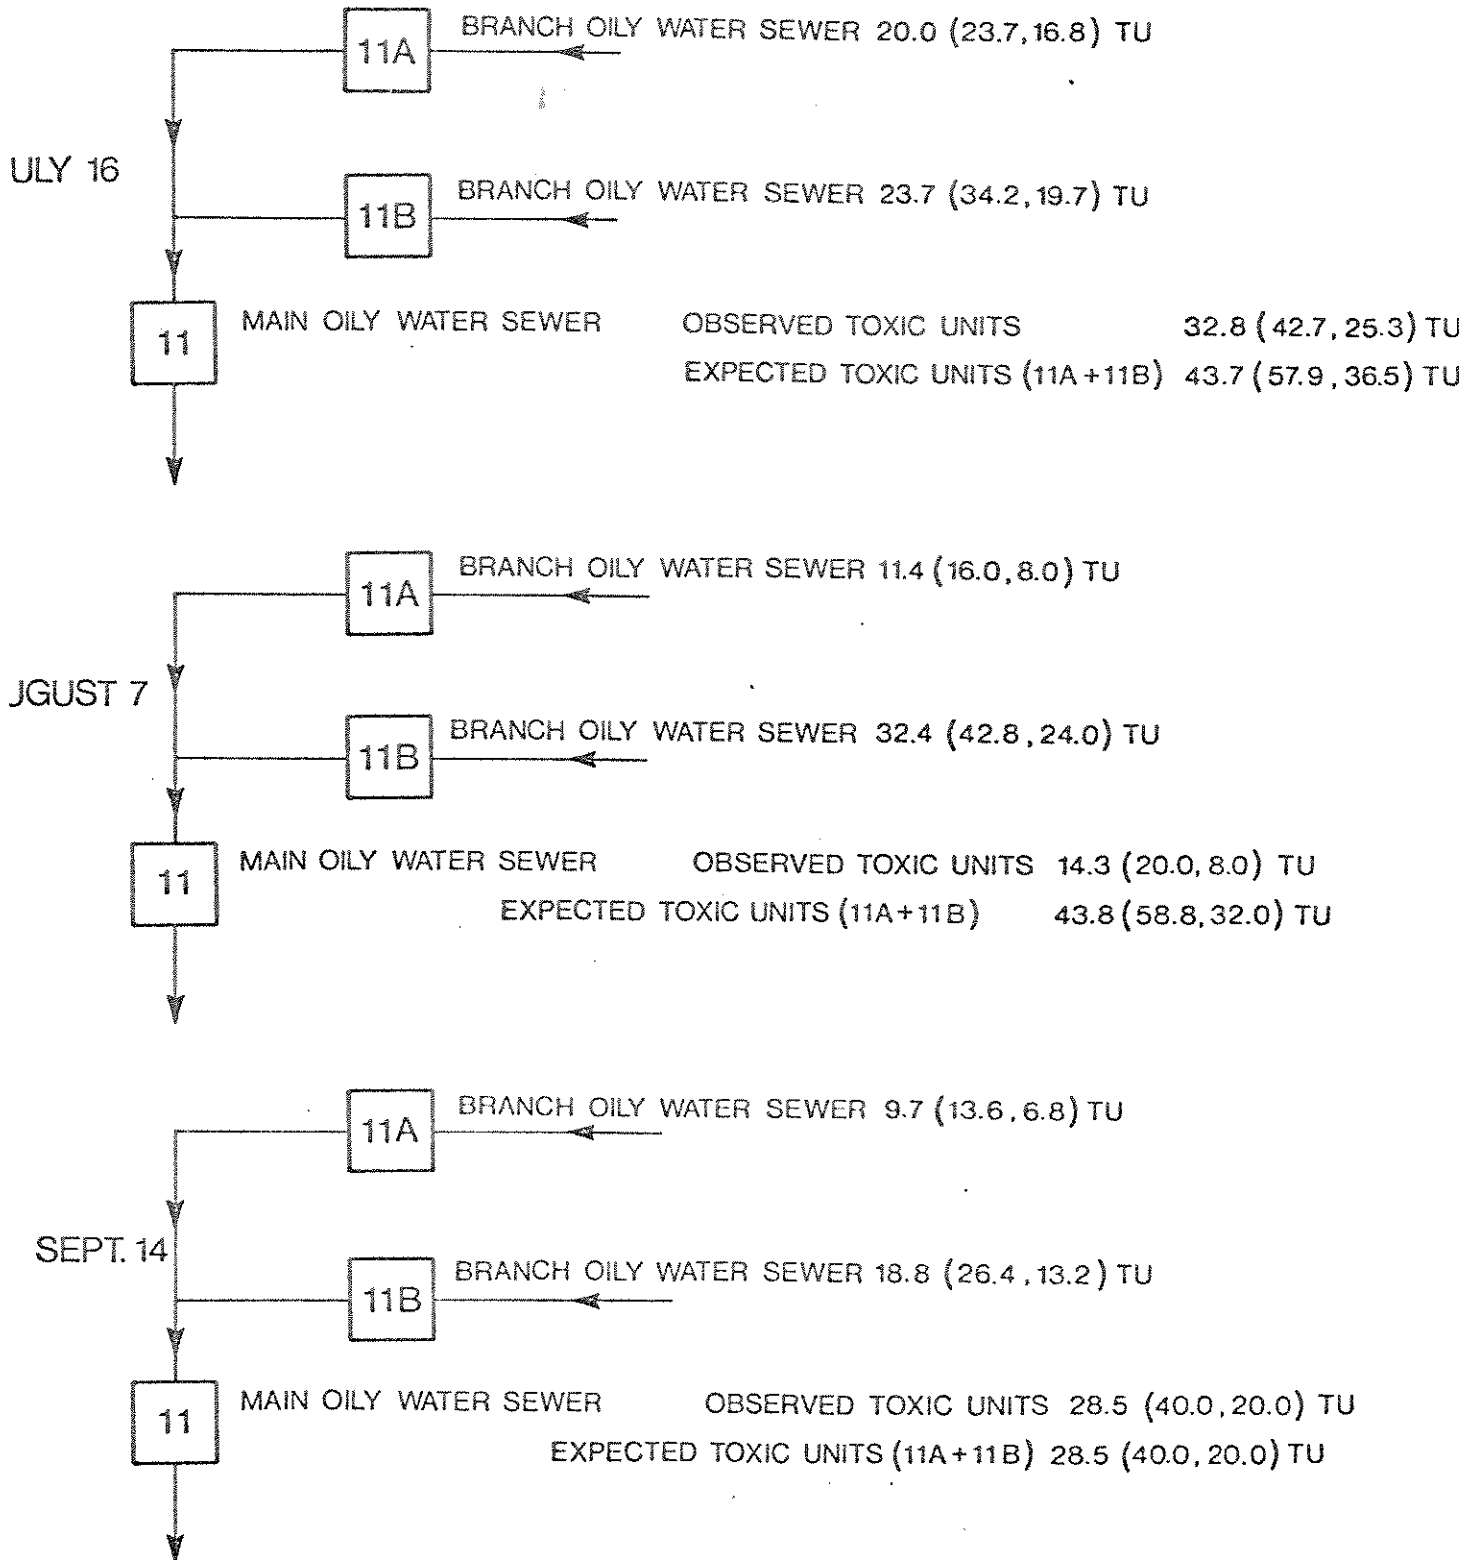 11A BRANCH OILY WATER SEWER 20.0 (23.7,16.8) TU
ULY 16
11B BRANCH OILY WATER SEWER 23.7 (34.2,19.7) TU
11 MAIN OILY WATER SEWER OBSERVED TOXIC UNITS 32.8 (42.7,25.3) TU
EXPECTED TOXIC UNITS (11A+11B) 43.7 (57.9,36.5) TU
11A BRANCH OILY WATER SEWER 11.4 (16.0,8.0) TU
JGUST 7
11B BRANCH OILY WATER SEWER 32.4 (42.8,24.0) TU
11 MAIN OILY WATER SEWER OBSERVED TOXIC UNITS 14.3 (20.0,8.0) TU
EXPECTED TOXIC UNITS (11A+11B) 43.8 (58.8,32.0) TU
11A BRANCH OILY WATER SEWER 9.7 (13.6,6.8) TU
SEPT. 14
11B BRANCH OILY WATER SEWER 18.8 (26.4,13.2) TU
11 MAIN OILY WATER SEWER OBSERVED TOXIC UNITS 28.5 (40.0,20.0) TU
EXPECTED TOXIC UNITS (11A+11B) 28.5 (40.0,20.0) TU